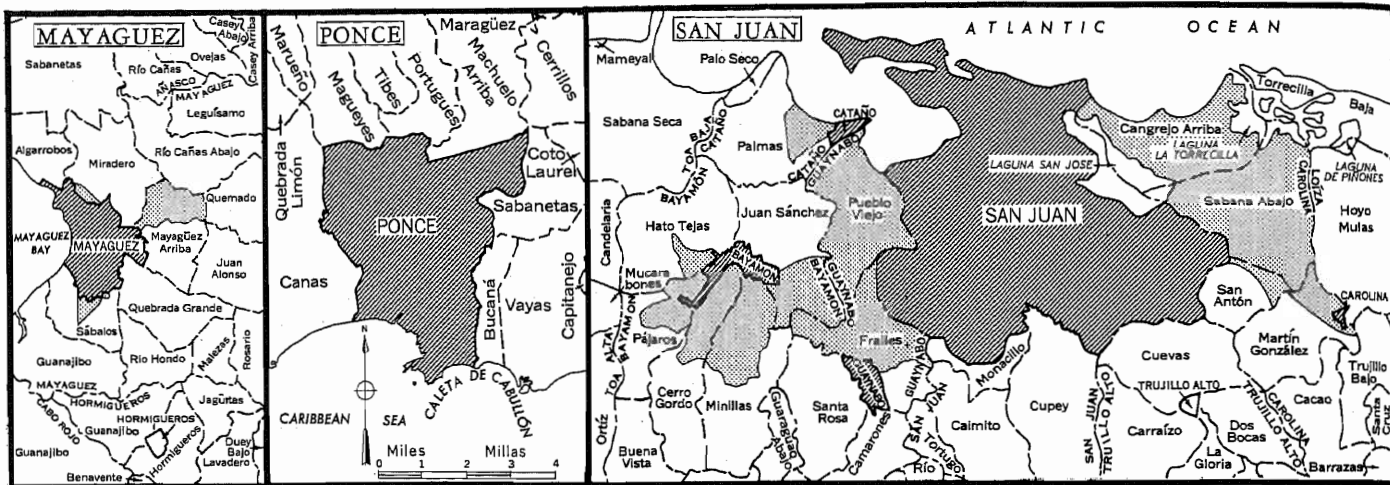 MAYAGUEZ
Casey Abajo
Casey Arriba
Sabanetas
Ovejas
Río Cañas
AÑASCO
MAYAGUEZ
Leguísamo
Algarrobos
Miradero
Río Cañas Abajo
Quemado
MAYAGUEZ BAY
MAYAGUEZ
Mayagüez Arriba
Juan Alonso
Quebrada Grande
Sábalos
Guanajibo
Río Hondo
Malezas
Rosario
MAYAGUEZ
HORMIGUEROS
CABO ROJO
HORMIGUEROS
Jagüitas
Guanajibo
Guanajibo
Hormigueros
Duey Bajo
Lavadero
Benavente
PONCE
Maragüez
Marueño
Magueyes
Tibes
Portugues
Machuelo Arriba
Cerrillos
Quebrada Limón
Coto Laurel
Sabanetas
PONCE
Canas
Bucaná
Vayas
Capitanejo
N
CALETA DE CABULLÓN
CARIBBEAN SEA
Miles Millas
0 1 2 3 4
SAN JUAN
ATLANTIC OCEAN
Mameyal
Palo Seco
Torrecilla
Baja
Sabana Seca
TOA BAJA
CATAÑO
CATAÑO
Cangrejo Arriba
LAGUNA LA TORRECILLA
Palmas
CATAÑO
GUAYNABO
LAGUNA SAN JOSE
LAGUNA DE PIÑONES
BAYAMÓN
LOÍZA
CAROLINA
Candelaria
Juan Sánchez
Pueblo Viejo
SAN JUAN
Sabana Abajo
Hoyo Mulas
Hato Tejas
BAYAMON
GUAYNABO
BAYAMON
Mucarabones
San Antón
CAROLINA
Pájaros
Frailes
Martín González
TOA ALTA
BAYAMON
GUAYNABO
GUAYNABO
Monacillo
Cuevas
Trujillo Bajo
Cerro Gordo
Minillas
Santa Rosa
SAN JUAN
Caimito
Cupey
TRUJILLO ALTO
Cacao
Ortíz
Guaraguao Abajo
Camarones
SAN JUAN
TRUJILLO ALTO
Carraízo
Dos Bocas
CAROLINA
TRUJILLO ALTO
Santa Cruz
Buena Vista
Río
Tortugo
La Gloria
Barrazas